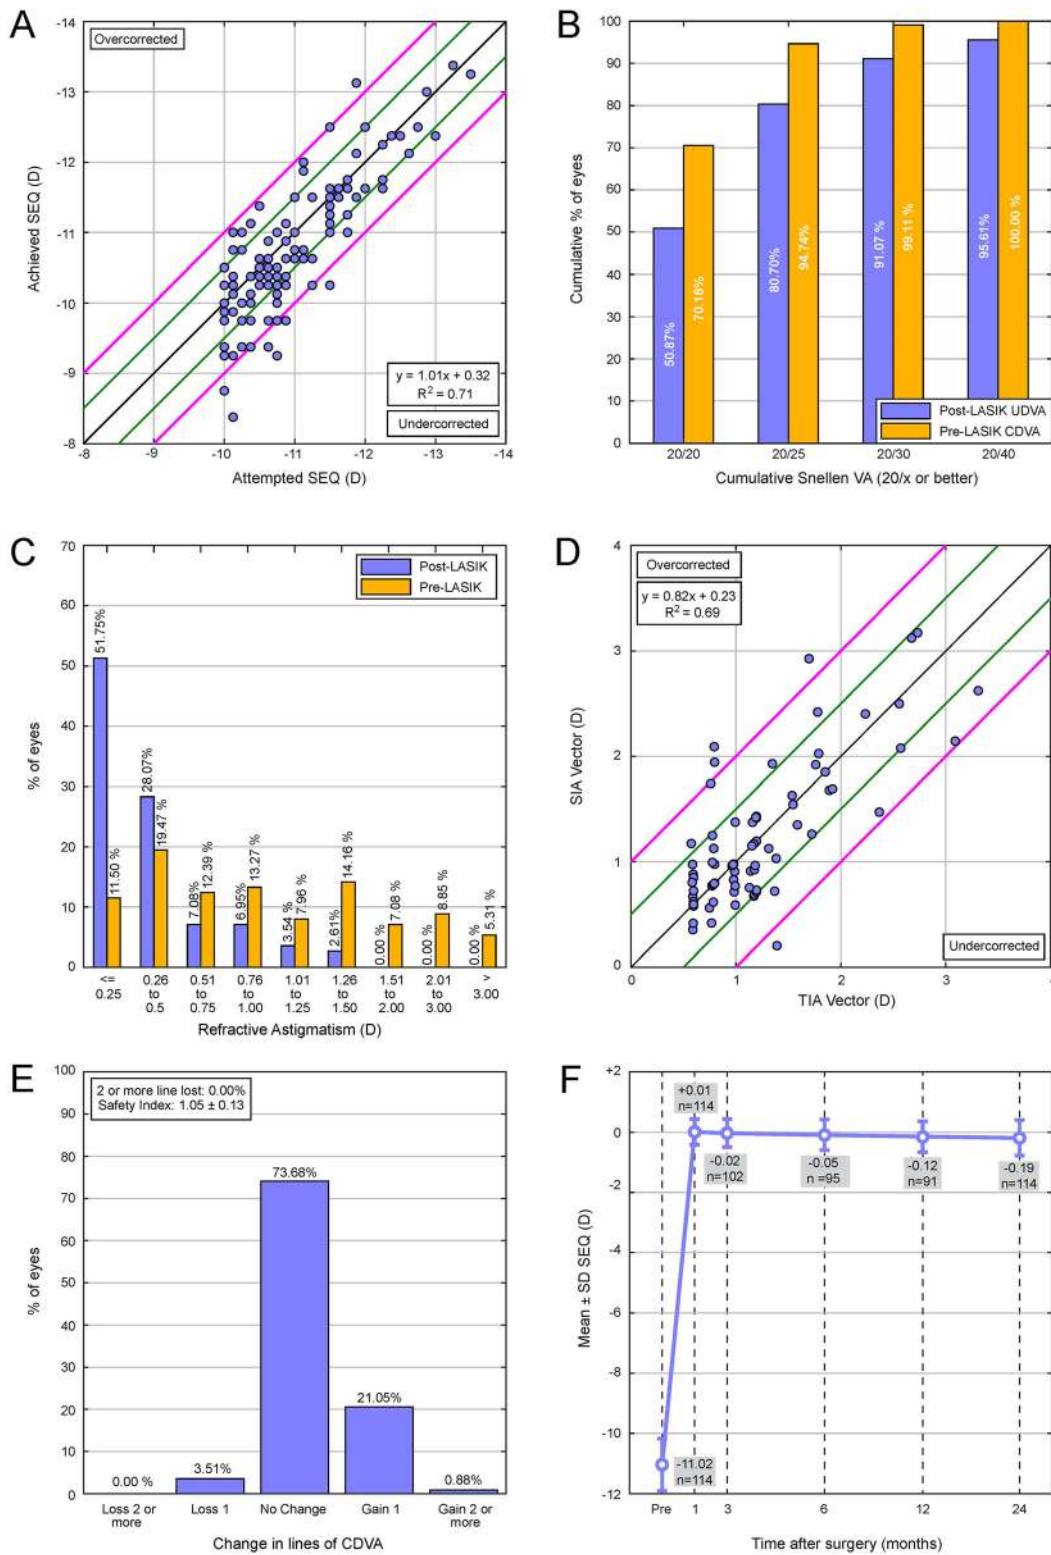 A
Overcorrected
-14
-13
-12
-11
-10
-9
-8
Achieved SEQ (D)
y = 1.01x + 0.32
R² = 0.71
Undercorrected
-8 -9 -10 -11 -12 -13 -14
Attempted SEQ (D)
B
100
90
80
70
60
50
40
30
20
10
0
Cumulative % of eyes
50.87%
70.18%
80.70%
94.74%
91.07 %
99.11 %
95.61%
100.00 %
Post-LASIK UDVA
Pre-LASIK CDVA
20/20 20/25 20/30 20/40
Cumulative Snellen VA (20/x or better)
C
70
60
50
40
30
20
10
0
% of eyes
Post-LASIK
Pre-LASIK
51.75%
11.50 %
28.07%
19.47 %
7.08%
12.39 %
6.95%
13.27 %
3.54%
7.96 %
2.61%
14.16 %
0.00 %
7.08 %
0.00 %
8.85 %
0.00 %
5.31 %
<= 0.26 0.51 0.76 1.01 1.26 1.51 2.01 >
0.25 to to to to to to to 3.00
0.5 0.75 1.00 1.25 1.50 2.00 3.00
Refractive Astigmatism (D)
D
4
3
2
1
0
SIA Vector (D)
Overcorrected
y = 0.82x + 0.23
R² = 0.69
Undercorrected
0 1 2 3 4
TIA Vector (D)
E
100
90
80
70
60
50
40
30
20
10
0
% of eyes
2 or more line lost: 0.00%
Safety Index: 1.05 ± 0.13
0.00 %
3.51%
73.68%
21.05%
0.88%
Loss 2 or Loss 1 No Change Gain 1 Gain 2 or
more more
Change in lines of CDVA
F
+2
0
-2
-4
-6
-8
-10
-12
Mean ± SD SEQ (D)
+0.01
n=114
-0.02
n=102
-0.05
n =95
-0.12
n=91
-0.19
n=114
-11.02
n=114
Pre 1 3 6 12 24
Time after surgery (months)